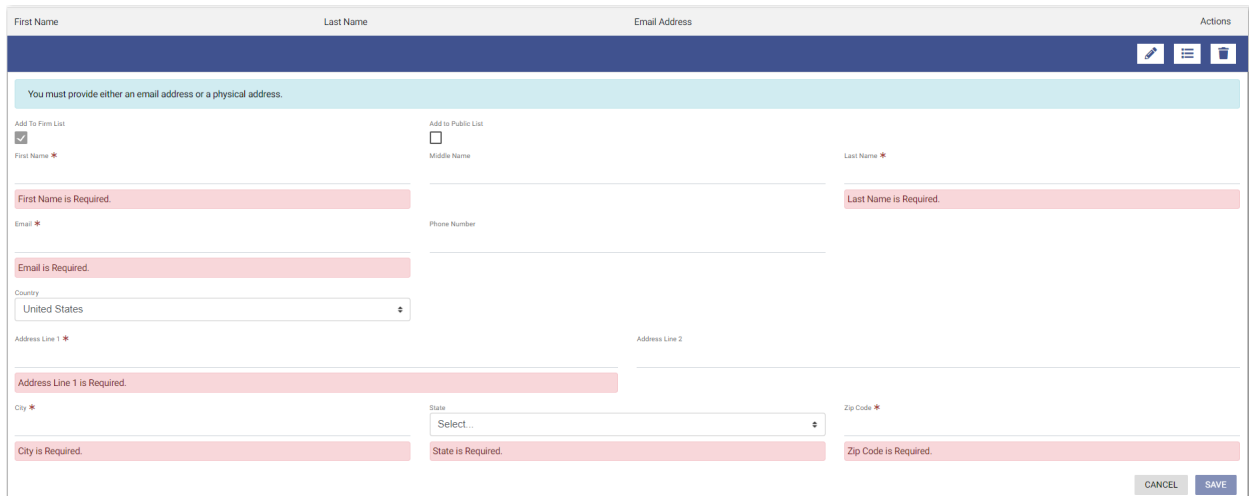 First Name Last Name Email Address Actions
You must provide either an email address or a physical address.
Add To Firm List Add to Public List
First Name * Middle Name Last Name *
First Name is Required. Last Name is Required.
Email * Phone Number
Email is Required.
Country
United States
Address Line 1 * Address Line 2
Address Line 1 is Required.
City * State Zip Code *
Select...
City is Required. State is Required. Zip Code is Required.
CANCEL SAVE